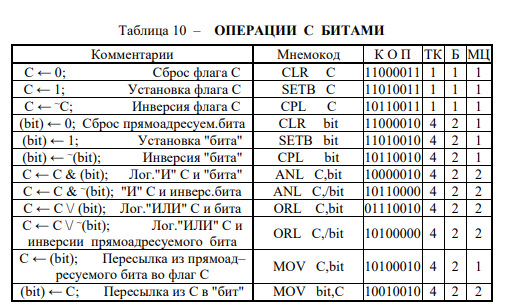 Таблица 10 – ОПЕРАЦИИ С БИТАМИ
Комментарии Мнемокод К О П ТК Б МЦ
C ← 0; Сброс флага C CLR C 11000011 1 1 1
C ← 1; Установка флага C SETB C 11010011 1 1 1
C ← ¯C; Инверсия флага C CPL C 10110011 1 1 1
(bit) ← 0; Сброс прямоадресуем.бита CLR bit 11000010 4 2 1
(bit) ← 1; Установка "бита" SETB bit 11010010 4 2 1
(bit) ← ¯(bit); Инверсия "бита" CPL bit 10110010 4 2 1
C ← C & (bit); Лог."И" C и "бита" ANL C,bit 10000010 4 2 2
C ← C & ¯(bit); "И" C и инверс.бита ANL C,/bit 10110000 4 2 2
C ← C \/ (bit); Лог."ИЛИ" C и бита ORL C,bit 01110010 4 2 2
C ← C \/ ¯(bit); Лог."ИЛИ" C и
инверсии прямоадресуемого бита ORL C,/bit 10100000 4 2 2
C ← (bit); Пересылка из прямоад–
ресуемого бита во флаг C MOV C,bit 10100010 4 2 1
(bit) ← C; Пересылка из C в "бит" MOV bit,C 10010010 4 2 2